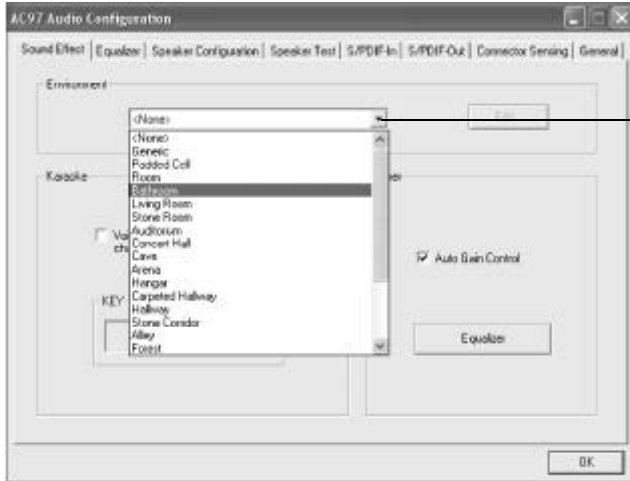 AC97 Audio Configuration
Sound Effect | Equalizer | Speaker Configuration | Speaker Test | S/PDIF-In | S/PDIF-Out | Connector Sensing | General
Environment
<None>
Edit
<None>
Generic
Padded Cell
Room
Bathroom
Living Room
Stone Room
Auditorium
Concert Hall
Cave
Arena
Hangar
Carpeted Hallway
Hallway
Stone Corridor
Alley
Forest
Karaoke
KEY
Auto Gain Control
Equalizer
OK